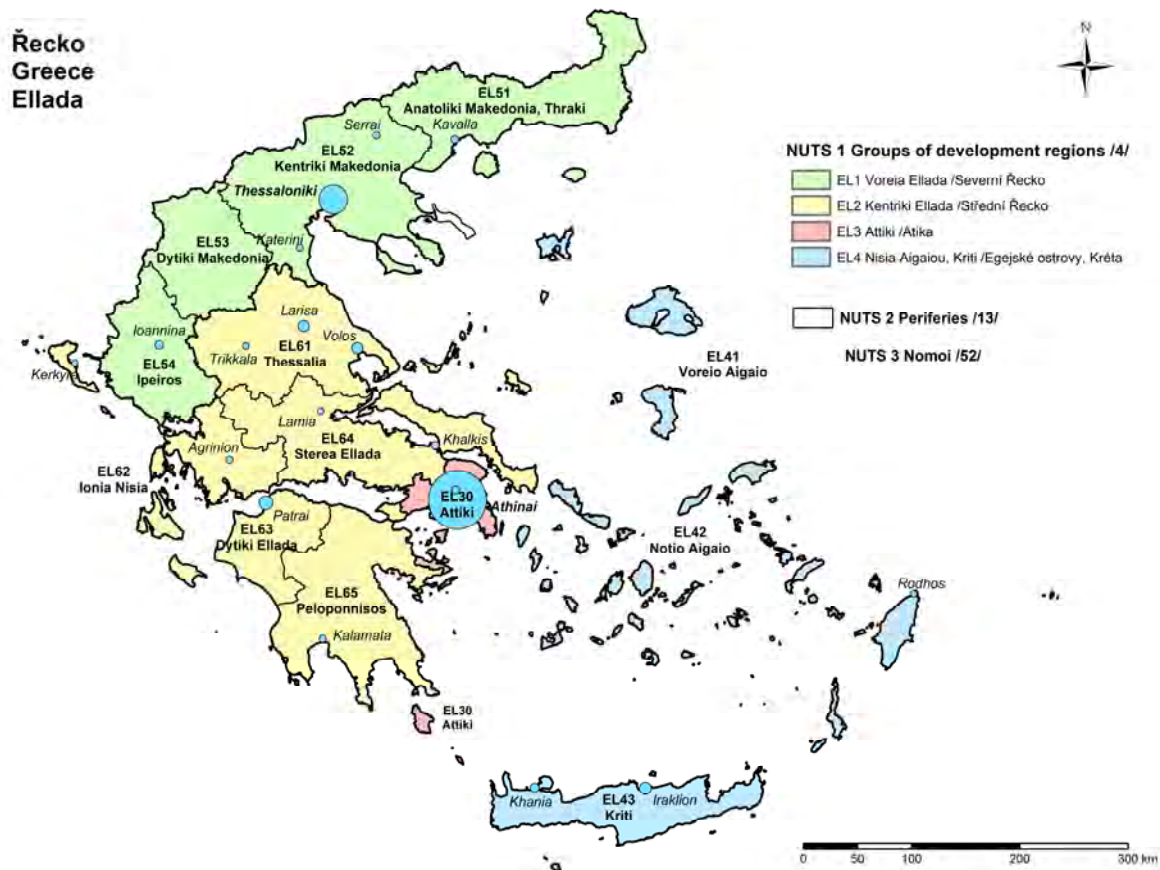 Řecko
Greece
Ellada
N
EL51
Anatoliki Makedonia, Thraki
Serrai
Kavalla
EL52
Kentriki Makedonia
Thessaloniki
NUTS 1 Groups of development regions /4/
EL1 Voreia Ellada /Severní Řecko
EL2 Kentriki Ellada /Střední Řecko
EL3 Attiki /Atika
EL4 Nisia Aigaiou, Kriti /Egejské ostrovy, Kréta
NUTS 2 Periferies /13/
NUTS 3 Nomoi /52/
EL53
Dytiki Makedonia
Katerini
Larisa
Ioannina
Volos
EL61
Thessalia
Trikkala
EL54
Ipeiros
Kerkyra
EL41
Voreio Aigaio
Lamia
EL64
Sterea Ellada
Khalkis
Agrinion
EL62
Ionia Nisia
EL30
Attiki
Athinai
Patrai
EL63
Dytiki Ellada
EL42
Notio Aigaio
Rodhos
EL65
Peloponnisos
Kalamata
EL30
Attiki
Khania
EL43
Kriti
Iraklion
0 50 100 200 300 km